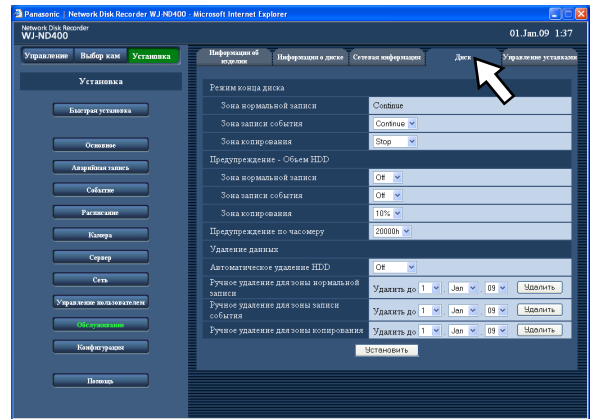 Panasonic | Network Disk Recorder WJ-ND400 - Microsoft Internet Explorer
Network Disk Recorder
WJ-ND400
01.Jan.09 1:37
Управление Выбор кам Установка
Информация об изделии
Информация о диске
Сетевая информация
Диск
Управление уставками
Установка
Быстрая установка
Основное
Аварийная запись
Событие
Расписание
Камера
Сервер
Сеть
Управление пользователем
Обслуживание
Конфигурация
Помощь
Режим конца диска
Зона нормальной записи Continue
Зона записи события Continue
Зона копирования Stop
Предупреждение - Объем HDD
Зона нормальной записи Off
Зона записи события Off
Зона копирования 10%
Предупреждение по часомеру 20000h
Удаление данных
Автоматическое удаление HDD Off
Ручное удаление для зоны нормальной
записи Удалить до 1 Jan 09 Удалить
Ручное удаление для зоны записи
события Удалить до 1 Jan 09 Удалить
Ручное удаление для зоны копирования Удалить до 1 Jan 09 Удалить
Установить